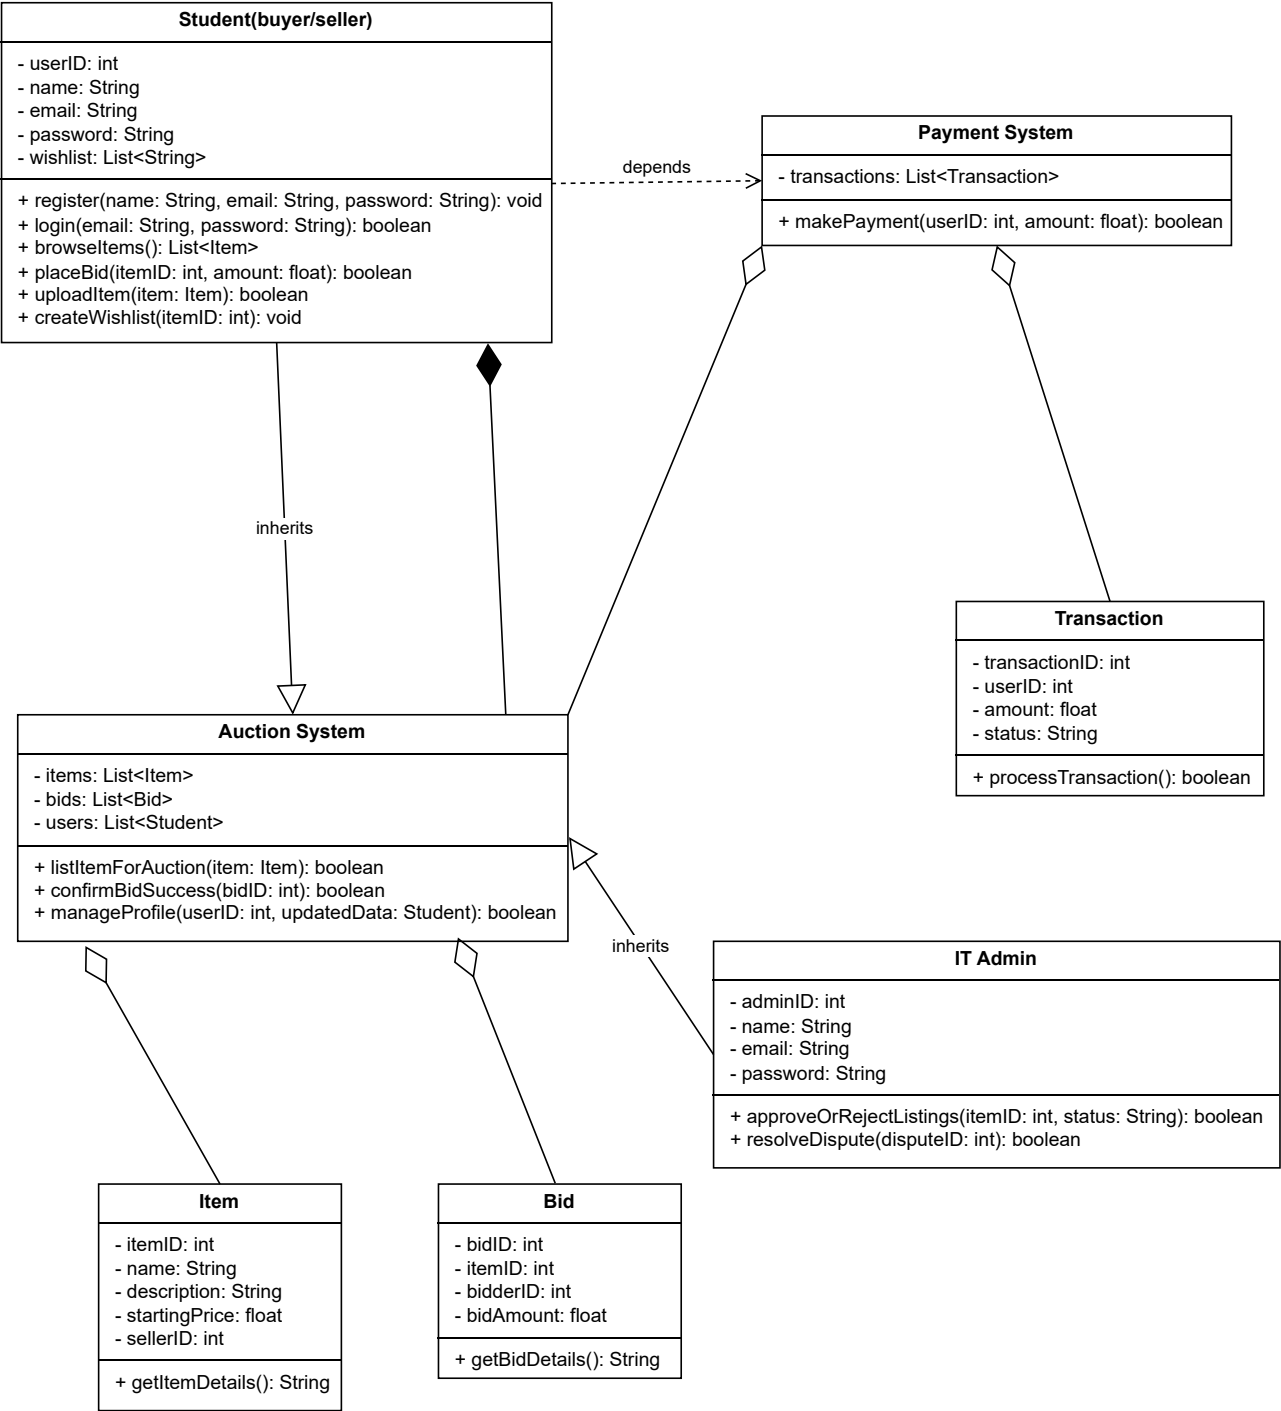 Student(buyer/seller)
- userID: int
- name: String
- email: String
- password: String
- wishlist: List<String>
+ register(name: String, email: String, password: String): void
+ login(email: String, password: String): boolean
+ browseItems(): List<Item>
+ placeBid(itemID: int, amount: float): boolean
+ uploadItem(item: Item): boolean
+ createWishlist(itemID: int): void
depends
Payment System
- transactions: List<Transaction>
+ makePayment(userID: int, amount: float): boolean
inherits
Transaction
- transactionID: int
- userID: int
- amount: float
- status: String
+ processTransaction(): boolean
Auction System
- items: List<Item>
- bids: List<Bid>
- users: List<Student>
+ listItemForAuction(item: Item): boolean
+ confirmBidSuccess(bidID: int): boolean
+ manageProfile(userID: int, updatedData: Student): boolean
inherits
IT Admin
- adminID: int
- name: String
- email: String
- password: String
+ approveOrRejectListings(itemID: int, status: String): boolean
+ resolveDispute(disputeID: int): boolean
Item
- itemID: int
- name: String
- description: String
- startingPrice: float
- sellerID: int
+ getItemDetails(): String
Bid
- bidID: int
- itemID: int
- bidderID: int
- bidAmount: float
+ getBidDetails(): String